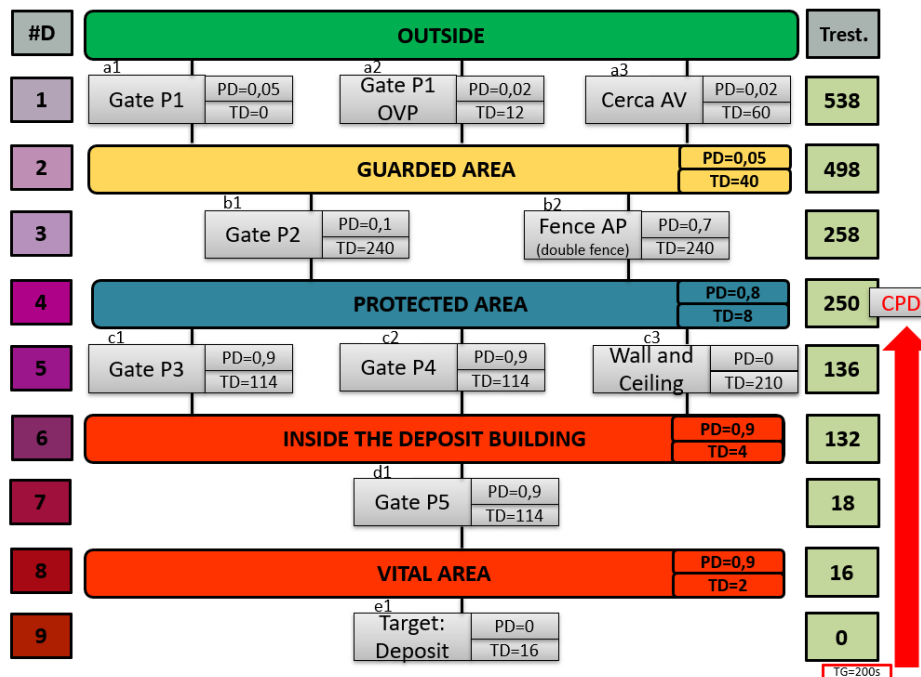 #D
OUTSIDE
Trest.
a1
a2
a3
1
Gate P1
PD=0,05
TD=0
Gate P1
OVP
PD=0,02
TD=12
Cerca AV
PD=0,02
TD=60
538
2
GUARDED AREA
PD=0,05
TD=40
498
b1
b2
3
Gate P2
PD=0,1
TD=240
Fence AP
(double fence)
PD=0,7
TD=240
258
4
PROTECTED AREA
PD=0,8
TD=8
250
CPD
c1
c2
c3
5
Gate P3
PD=0,9
TD=114
Gate P4
PD=0,9
TD=114
Wall and
Ceiling
PD=0
TD=210
136
6
INSIDE THE DEPOSIT BUILDING
PD=0,9
TD=4
132
d1
7
Gate P5
PD=0,9
TD=114
18
8
VITAL AREA
PD=0,9
TD=2
16
e1
9
Target:
Deposit
PD=0
TD=16
0
TG=200s